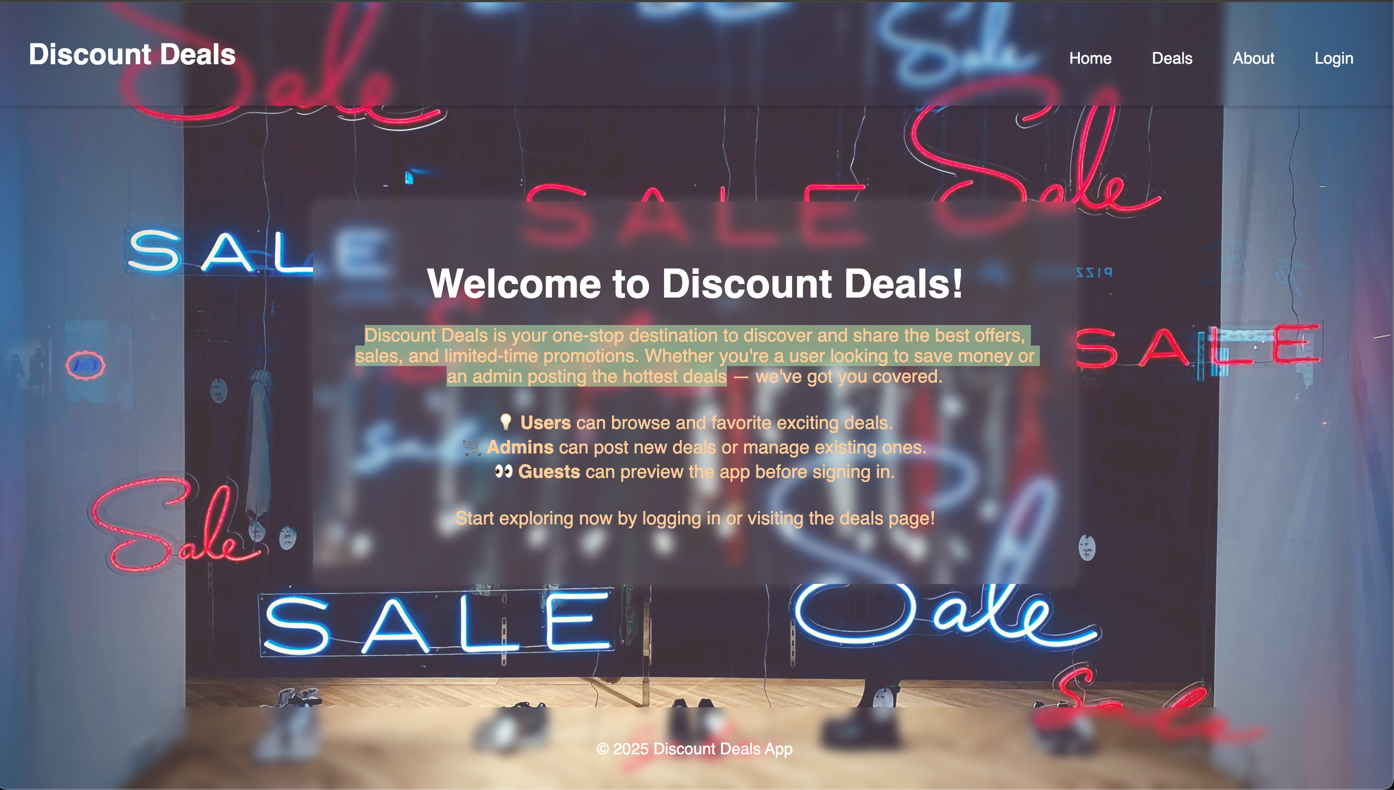 Discount Deals
Home
Deals
About
Login
Sale
Sale
Sale
SALE
SALE
Welcome to Discount Deals!
Discount Deals is your one-stop destination to discover and share the best offers,
sales, and limited-time promotions. Whether you're a user looking to save money or
an admin posting the hottest deals — we've got you covered.
SALE
💡 Users can browse and favorite exciting deals.
🛒 Admins can post new deals or manage existing ones.
👀 Guests can preview the app before signing in.
Sale
Start exploring now by logging in or visiting the deals page!
SALE
Sale
Sale
© 2025 Discount Deals App